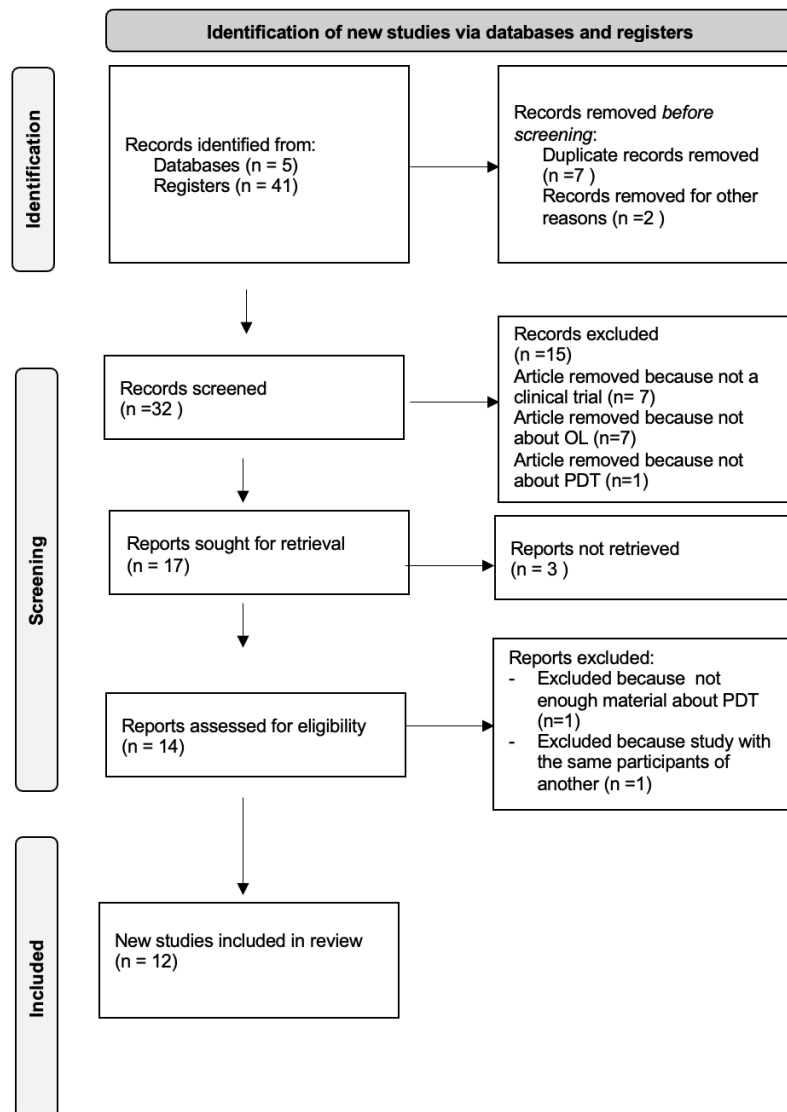 Identification of new studies via databases and registers
Identification
Records identified from:
Databases (n = 5)
Registers (n = 41)
Records removed before
screening:
Duplicate records removed
(n =7 )
Records removed for other
reasons (n =2 )
Screening
Records screened
(n =32 )
Records excluded
(n =15)
Article removed because not a
clinical trial (n= 7)
Article removed because not
about OL (n=7)
Article removed because not
about PDT (n=1)
Reports sought for retrieval
(n = 17)
Reports not retrieved
(n = 3 )
Reports assessed for eligibility
(n = 14)
Reports excluded:
- Excluded because not
enough material about PDT
(n=1)
- Excluded because study with
the same participants of
another (n =1)
Included
New studies included in review
(n = 12)